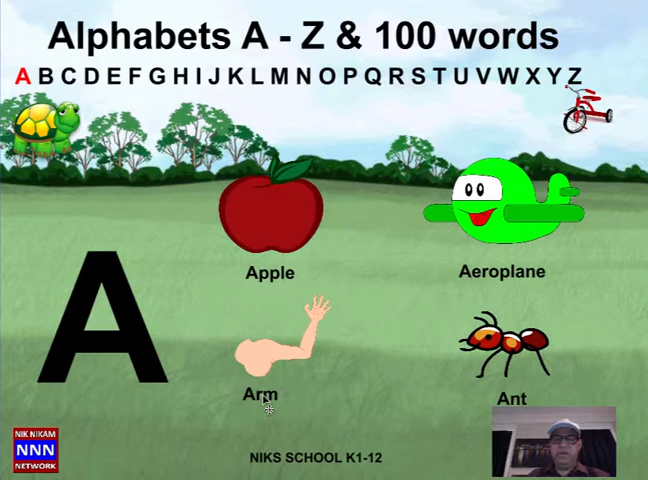 Alphabets A - Z & 100 words
A B C D E F G H I J K L M N O P Q R S T U V W X Y Z
Apple
Aeroplane
A
Arm
Ant
NIK NIKAM
NNN
NETWORK
NIKS SCHOOL K1-12